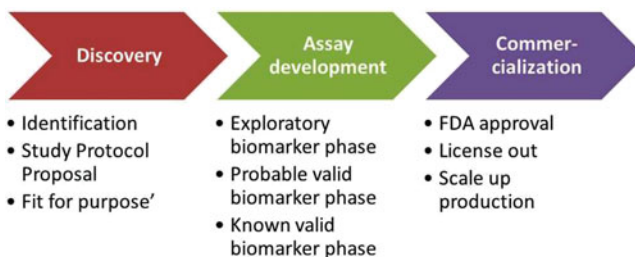 Discovery
• Identification
• Study Protocol
Proposal
• Fit for purpose’
Assay
development
• Exploratory
biomarker phase
• Probable valid
biomarker phase
• Known valid
biomarker phase
Commer-
cialization
• FDA approval
• License out
• Scale up
production